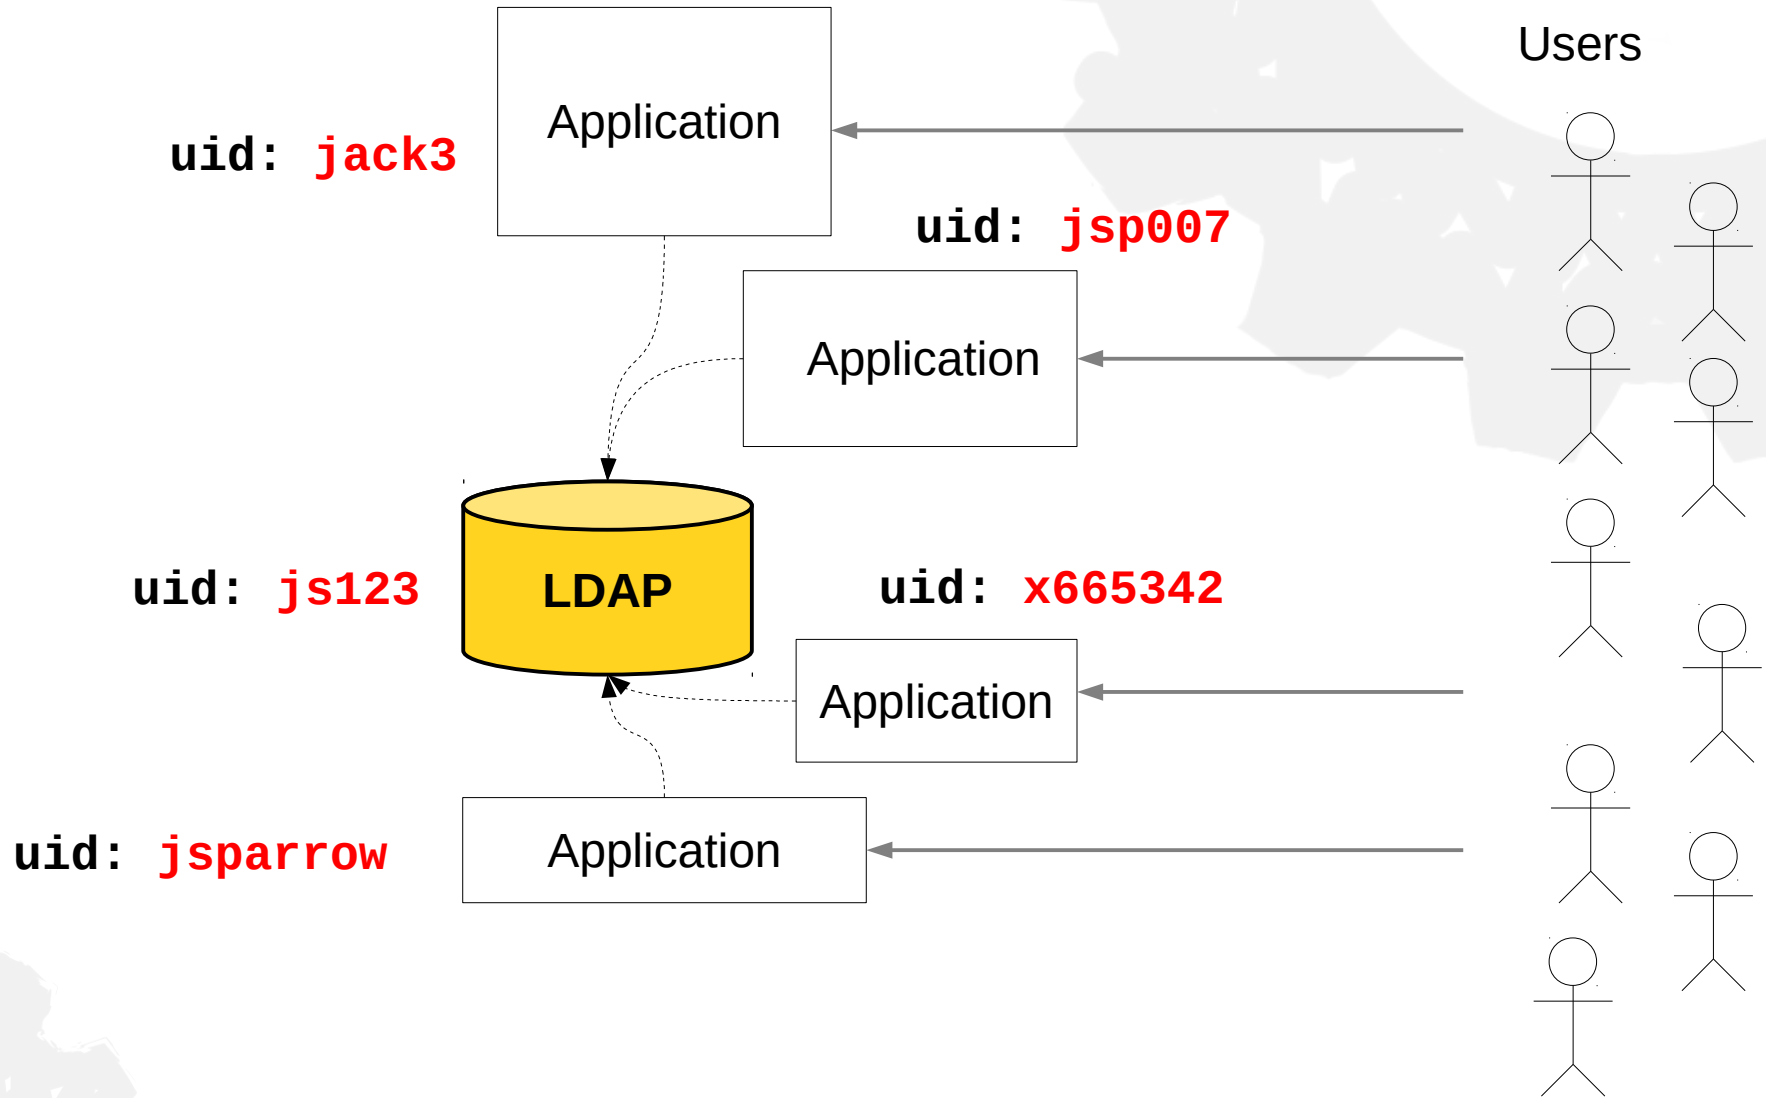 Users
Application
uid: jack3
uid: jsp007
Application
uid: js123
LDAP
uid: x665342
Application
uid: jsparrow
Application